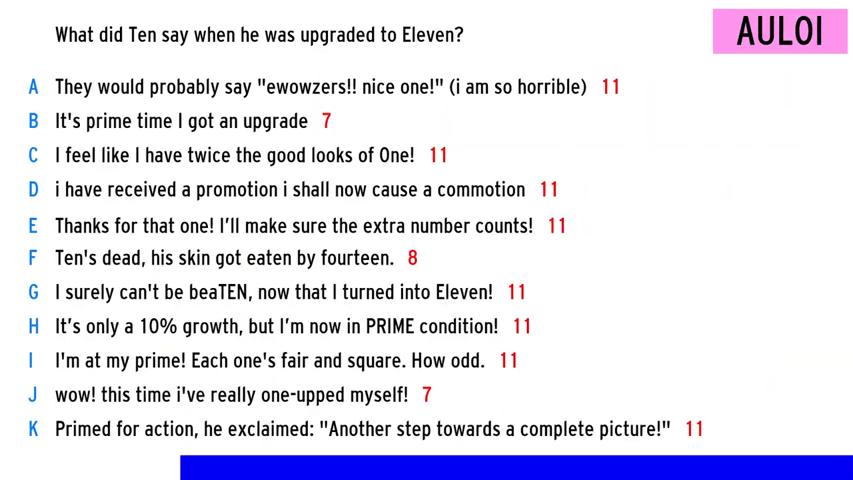 What did Ten say when he was upgraded to Eleven?
AULOI
A They would probably say "ewowzers!! nice one!" (i am so horrible) 11
B It's prime time I got an upgrade 7
C I feel like I have twice the good looks of One! 11
D i have received a promotion i shall now cause a commotion 11
E Thanks for that one! I’ll make sure the extra number counts! 11
F Ten's dead, his skin got eaten by fourteen. 8
G I surely can't be beaTEN, now that I turned into Eleven! 11
H It’s only a 10% growth, but I’m now in PRIME condition! 11
I I'm at my prime! Each one's fair and square. How odd. 11
J wow! this time i've really one-upped myself! 7
K Primed for action, he exclaimed: "Another step towards a complete picture!" 11